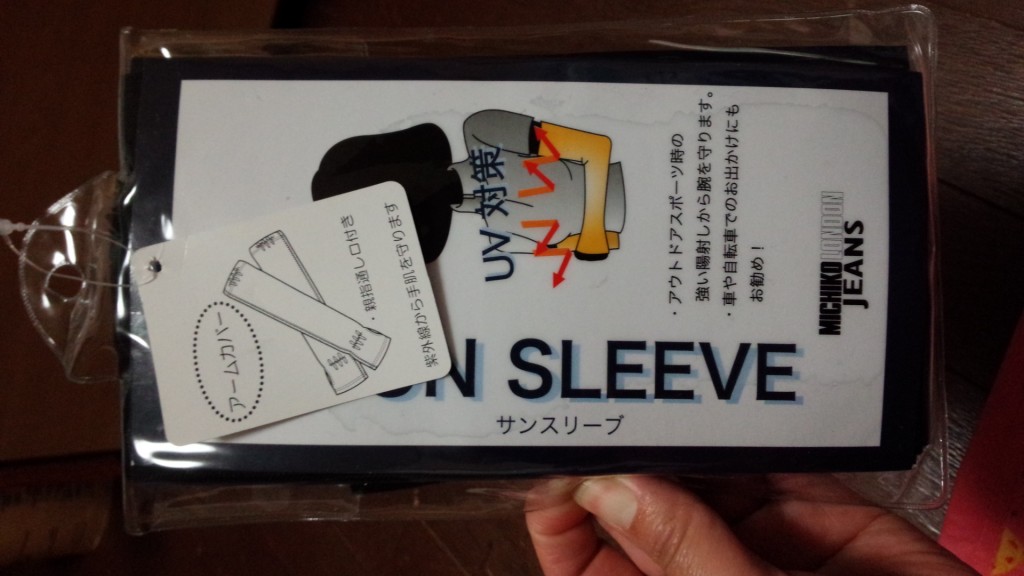 UV対策
・アウトドアスポーツ時の
強い陽射しから腕を守ります。
・車や自転車でのお出かけにも
お勧め！
MICHIKO LONDON
JEANS
SLEEVE
サンスリーブ
アームカバー
・親指通し口付き
紫外線から手肌を守ります